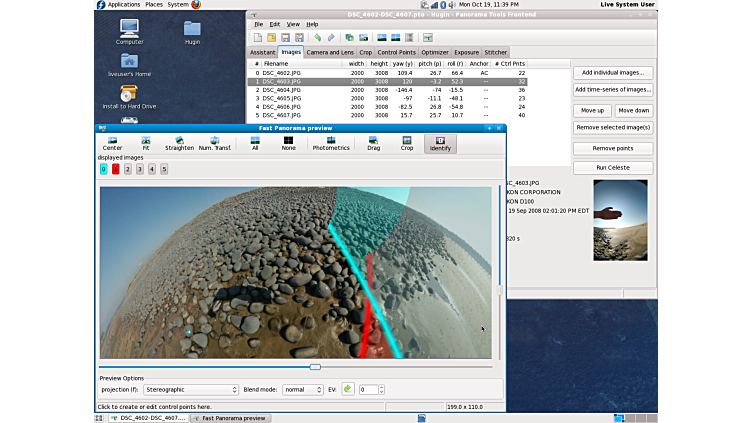 Applications Places System Mon Oct 19, 11:39 PM Live System User
DSC_4602-DSC_4607.pto - Hugin - Panorama Tools Frontend
File Edit View Help
Computer
Hugin
Assistant Images Camera and Lens Crop Control Points Optimizer Exposure Stitcher
# Filename width height yaw (y) pitch (p) roll (r) Anchor # Ctrl Pnts
0 DSC_4602.JPG 2000 3008 109.4 26.7 66.4 AC 22
1 DSC_4603.JPG 2000 3008 120 -3.2 52.3 -- 32
2 DSC_4604.JPG 2000 3008 -146.4 -74 -15.5 -- 36
3 DSC_4605.JPG 2000 3008 -97 -11.1 -48.1 -- 23
4 DSC_4606.JPG 2000 3008 -82.5 26.8 -54.8 -- 24
5 DSC_4607.JPG 2000 3008 15.7 25.7 10.7 -- 40
liveuser's Home
Install to Hard Drive
Add individual images...
Add time-series of images...
Move up Move down
Remove selected image(s)
Remove points
Run Celeste
Fast Panorama preview
Center Fit Straighten Num. Transf. All None Photometrics Drag Crop Identify
displayed images
0 1 2 3 4 5
SC_4603.JPG
KON CORPORATION
KON D100
19 Sep 2008 02:01:20 PM EDT
320 s
Preview Options
projection (f): Stereographic Blend mode: normal EV: 0
Click to create or edit control points here. 199.0 x 110.0
DSC_4602-DSC_4607.... Fast Panorama preview